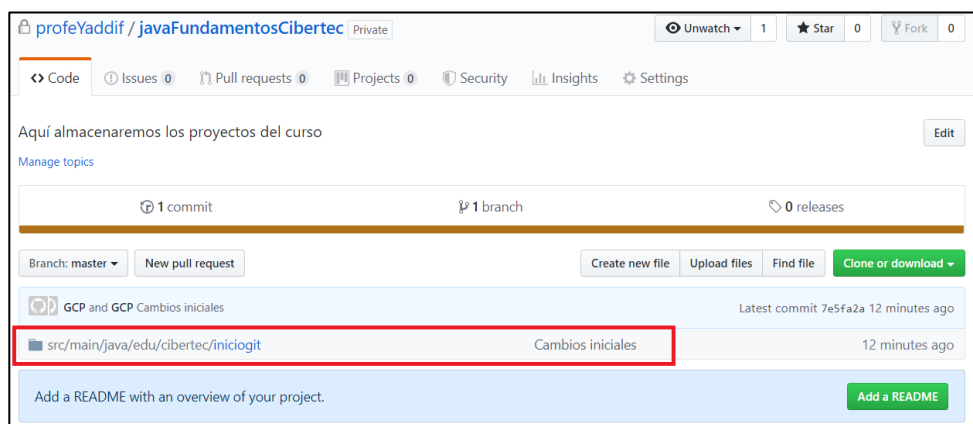 profeYaddif / javaFundamentosCibertec Private Unwatch 1 Star 0 Fork 0
Code Issues 0 Pull requests 0 Projects 0 Security Insights Settings
Aquí almacenaremos los proyectos del curso Edit
Manage topics
1 commit 1 branch 0 releases
Branch: master New pull request Create new file Upload files Find file Clone or download
GCP and GCP Cambios iniciales Latest commit 7e5fa2a 12 minutes ago
src/main/java/edu/cibertec/iniciogit Cambios iniciales 12 minutes ago
Add a README with an overview of your project. Add a README